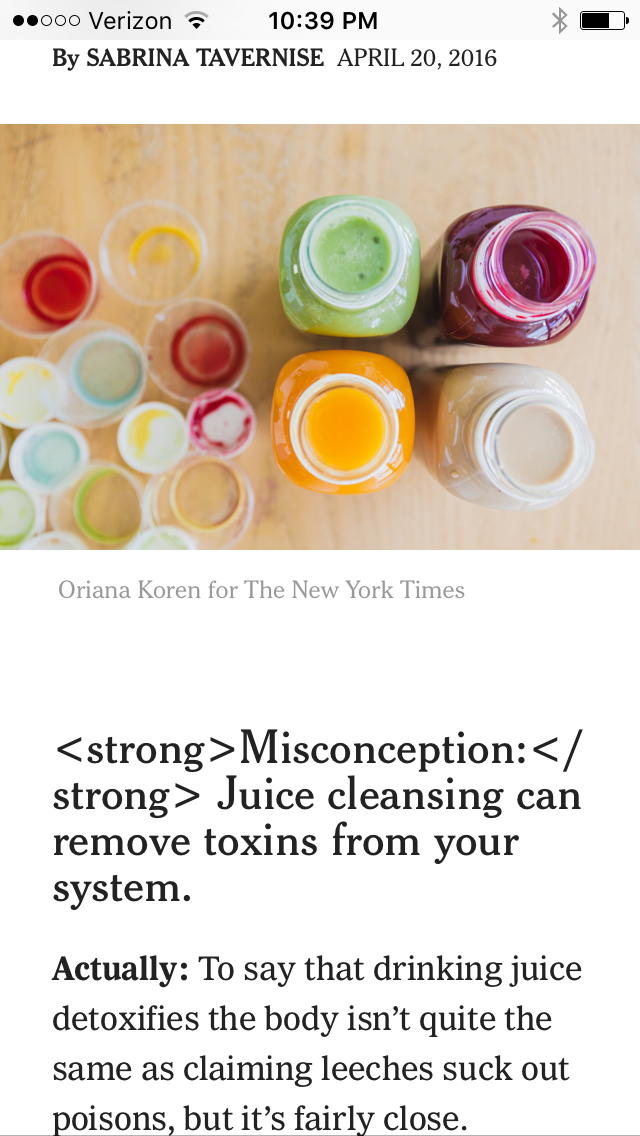 Verizon 10:39 PM
By SABRINA TAVERNISE APRIL 20, 2016
Oriana Koren for The New York Times
<strong>Misconception:</
strong> Juice cleansing can
remove toxins from your
system.
Actually: To say that drinking juice
detoxifies the body isn’t quite the
same as claiming leeches suck out
poisons, but it’s fairly close.